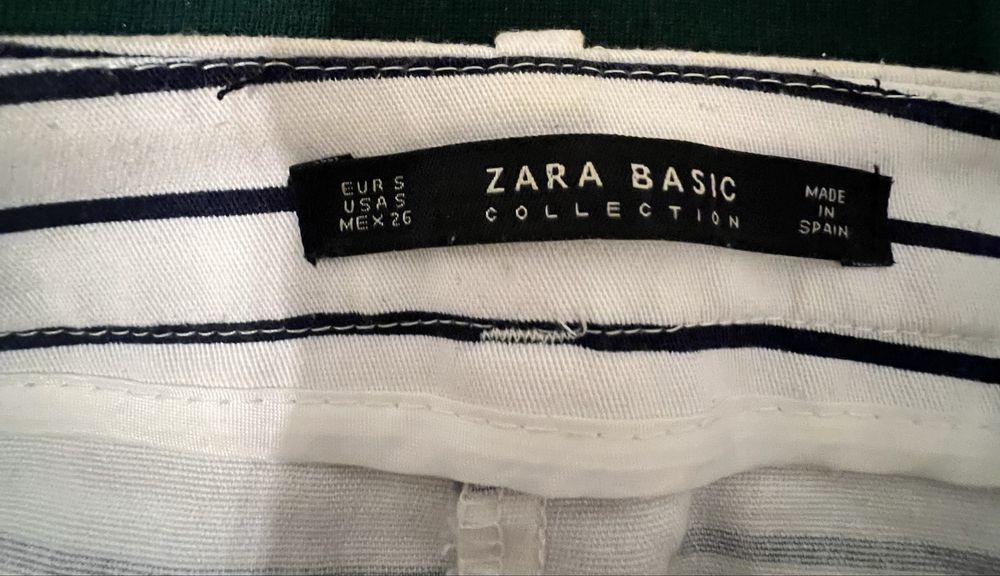 EUR S
USA S
MEX 26
ZARA BASIC
COLLECTION
MADE
IN
SPAIN